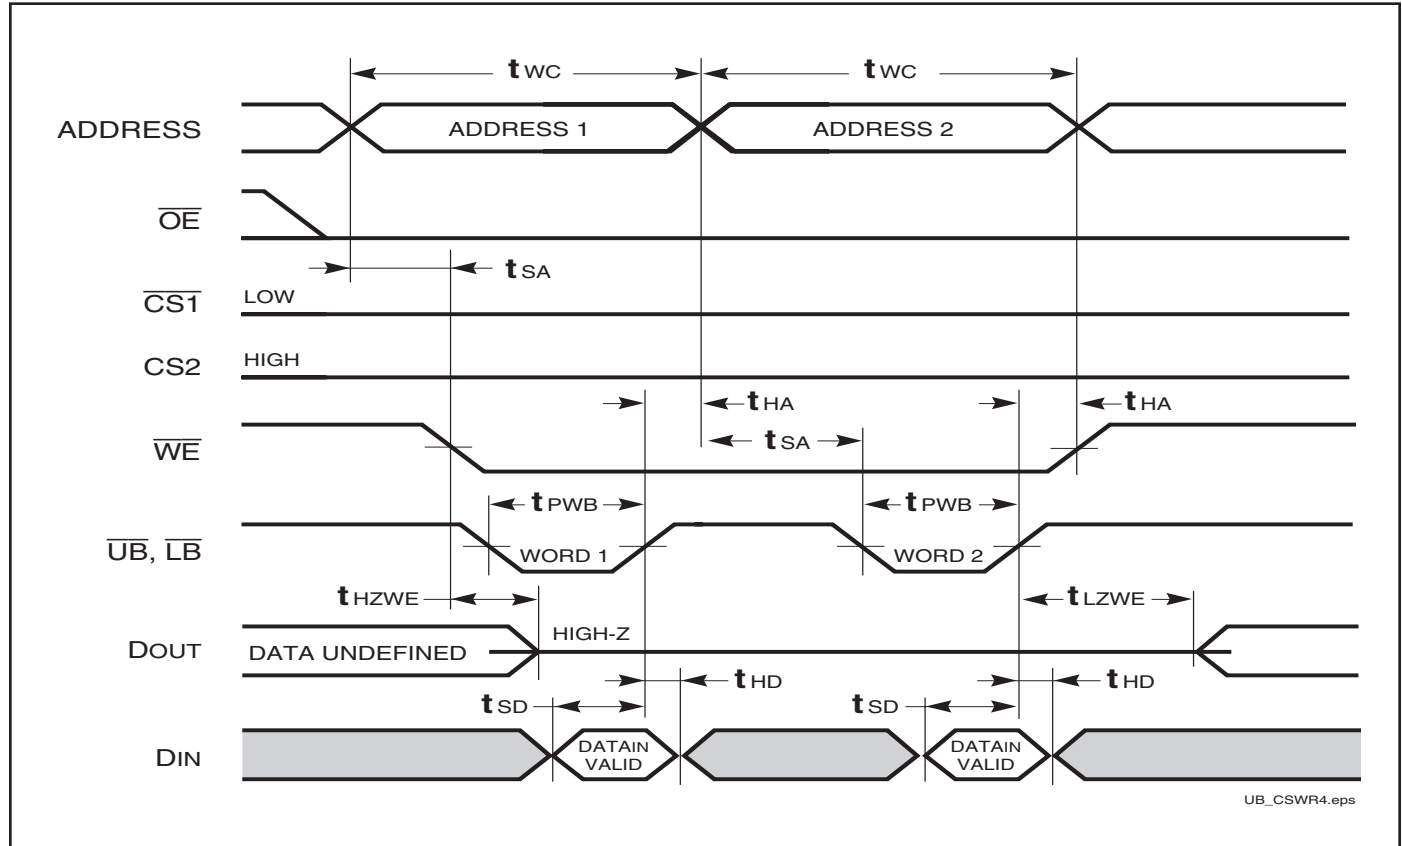 tWC tWC
ADDRESS ADDRESS 1 ADDRESS 2
OE
tSA
CS1 LOW
CS2 HIGH
tHA tHA
WE tSA
tPWB tPWB
UB, LB WORD 1 WORD 2
tHZWE tLZWE
DOUT DATA UNDEFINED HIGH-Z
tHD tHD
tSD tSD
DIN DATAIN VALID DATAIN VALID
UB_CSWR4.eps